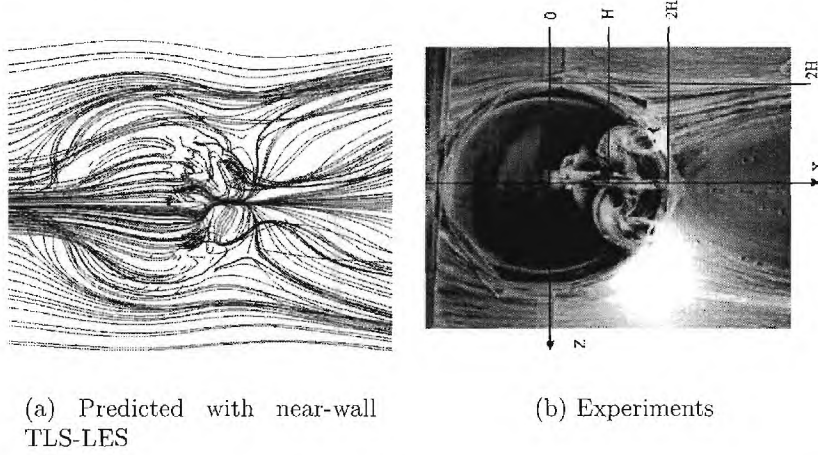 0
H
2H
2H
X
Z
(a) Predicted with near-wall
TLS-LES
(b) Experiments